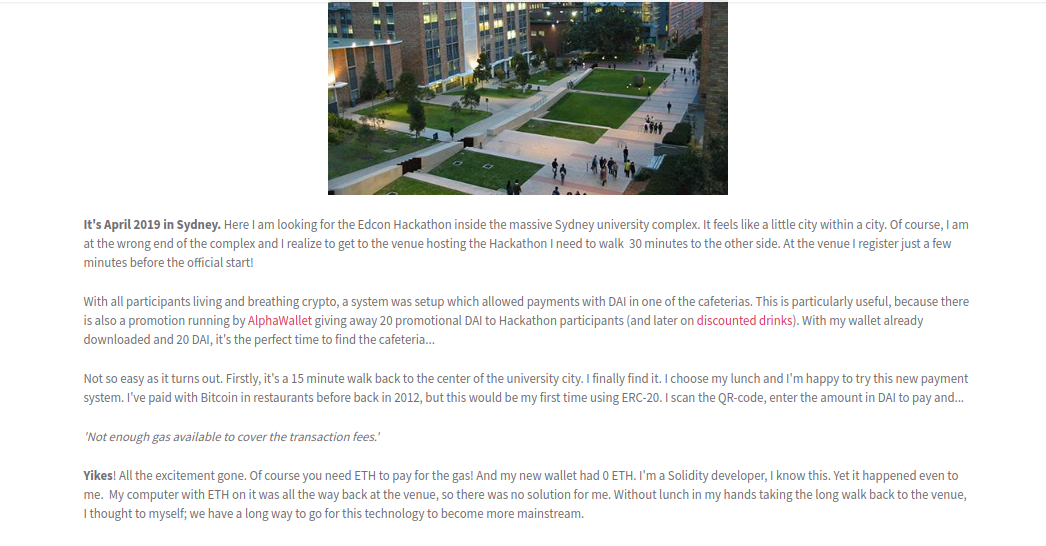 It's April 2019 in Sydney. Here I am looking for the Edcon Hackathon inside the massive Sydney university complex. It feels like a little city within a city. Of course, I am
at the wrong end of the complex and I realize to get to the venue hosting the Hackathon I need to walk  30 minutes to the other side. At the venue I register just a few
minutes before the official start!
With all participants living and breathing crypto, a system was setup which allowed payments with DAI in one of the cafeterias. This is particularly useful, because there
is also a promotion running by AlphaWallet giving away 20 promotional DAI to Hackathon participants (and later on discounted drinks). With my wallet already
downloaded and 20 DAI, it's the perfect time to find the cafeteria...
Not so easy as it turns out. Firstly, it's a 15 minute walk back to the center of the university city. I finally find it. I choose my lunch and I'm happy to try this new payment
system. I've paid with Bitcoin in restaurants before back in 2012, but this would be my first time using ERC-20. I scan the QR-code, enter the amount in DAI to pay and...
'Not enough gas available to cover the transaction fees.'
Yikes! All the excitement gone. Of course you need ETH to pay for the gas! And my new wallet had 0 ETH. I'm a Solidity developer, I know this. Yet it happened even to
me.  My computer with ETH on it was all the way back at the venue, so there was no solution for me. Without lunch in my hands taking the long walk back to the venue,
I thought to myself; we have a long way to go for this technology to become more mainstream.